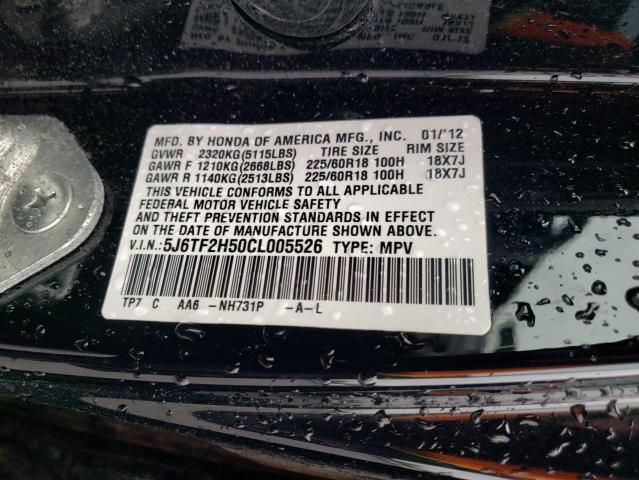 MFD. BY HONDA OF AMERICA MFG., INC. 01/'12
GVWR 2320KG(5115LBS) TIRE SIZE RIM SIZE
GAWR F 1210KG(2668LBS) 225/60R18 100H 18X7J
GAWR R 1140KG(2513LBS) 225/60R18 100H 18X7J
THIS VEHICLE CONFORMS TO ALL APPLICABLE
FEDERAL MOTOR VEHICLE SAFETY
AND THEFT PREVENTION STANDARDS IN EFFECT
ON THE DATE OF MANUFACTURE SHOWN ABOVE.
V.I.N.: 5J6TF2H50CL005526 TYPE: MPV
TP7 C AA6 -NH731P -A-L